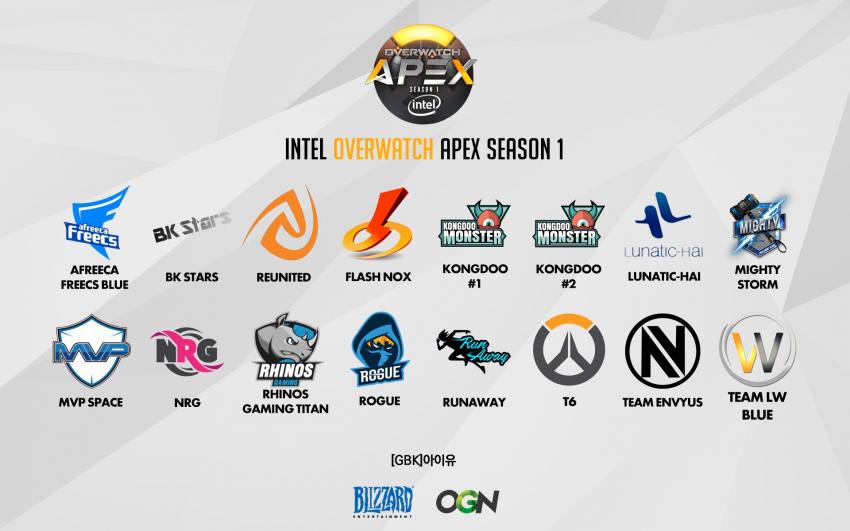 OVERWATCH
APEX
SEASON 1
intel
INTEL OVERWATCH APEX SEASON 1
afreeca
Freecs
AFREECA
FREECS BLUE
BK Stars
BK STARS
REUNITED
FLASH NOX
KONGDOO
MONSTER
KONGDOO
#1
KONGDOO
MONSTER
KONGDOO
#2
LUNATIC-HAI
LUNATIC-HAI
MIGHTY
MIGHTY
STORM
MVP
MVP SPACE
NRG
NRG
RHINOS
GAMING
RHINOS
GAMING TITAN
ROGUE
ROGUE
Run
Away
RUNAWAY
T6
TEAM ENVYUS
TEAM LW
BLUE
[GBK]아이유
BLIZZARD
ENTERTAINMENT
OGN